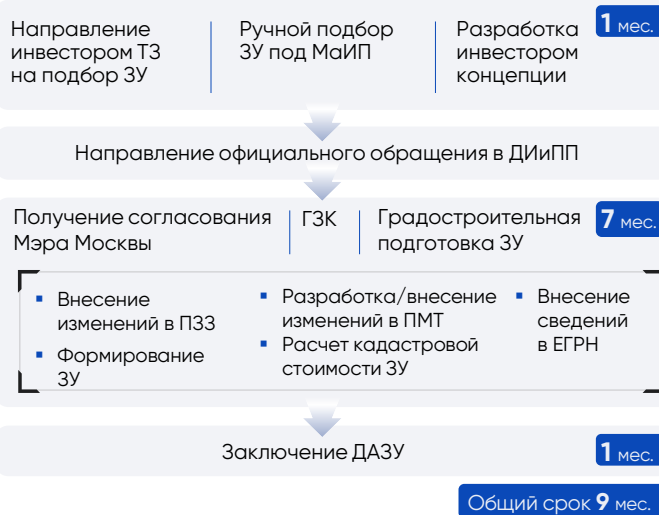 Направление
инвестором ТЗ
на подбор ЗУ
Ручной подбор
ЗУ под МаИП
Разработка
инвестором
концепции
1 мес.
Направление официального обращения в ДИиПП
Получение согласования
Мэра Москвы
ГЗК
Градостроительная
подготовка ЗУ
7 мес.
▪ Внесение
изменений в ПЗЗ
▪ Формирование
ЗУ
▪ Разработка/внесение
изменений в ПМТ
▪ Расчет кадастровой
стоимости ЗУ
▪ Внесение
сведений
в ЕГРН
Заключение ДАЗУ
1 мес.
Общий срок 9 мес.